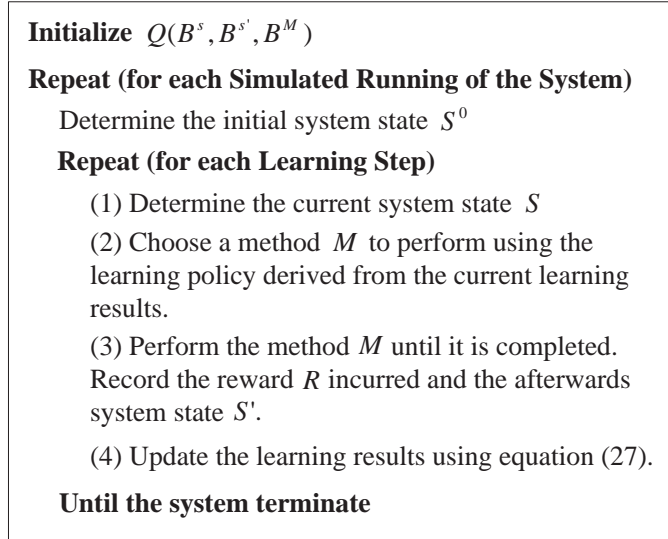 Initialize Q(B^s, B^s', B^M)
Repeat (for each Simulated Running of the System)
Determine the initial system state S^0
Repeat (for each Learning Step)
(1) Determine the current system state S
(2) Choose a method M to perform using the
learning policy derived from the current learning
results.
(3) Perform the method M until it is completed.
Record the reward R incurred and the afterwards
system state S'.
(4) Update the learning results using equation (27).
Until the system terminate